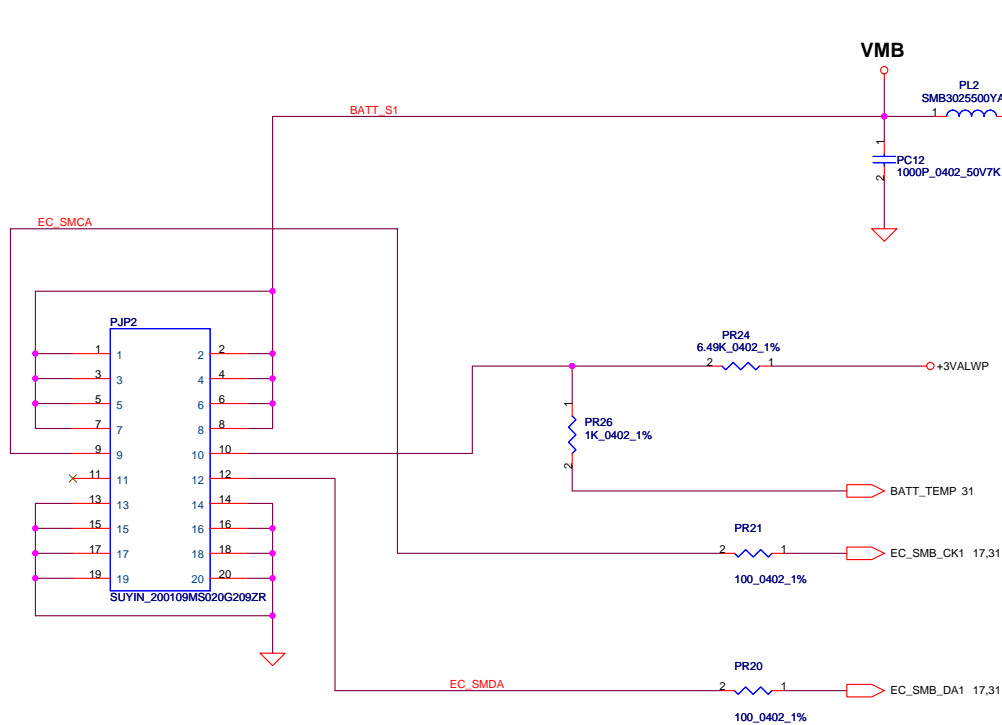 VMB
PL2
SMB3025500YA
BATT_S1
1
1
PC12
1000P_0402_50V7K
2
EC_SMCA
PJP2
1 1 2 2
3 3 4 4
5 5 6 6
7 7 8 8
9 9 10 10
11 11 12 12
13 13 14 14
15 15 16 16
17 17 18 18
19 19 20 20
SUYIN_200109MS020G209ZR
PR24
6.49K_0402_1%
2 1
+3VALWP
1
PR26
1K_0402_1%
2
BATT_TEMP 31
PR21
2 1
EC_SMB_CK1 17,31
100_0402_1%
PR20
EC_SMDA
2 1
EC_SMB_DA1 17,31
100_0402_1%